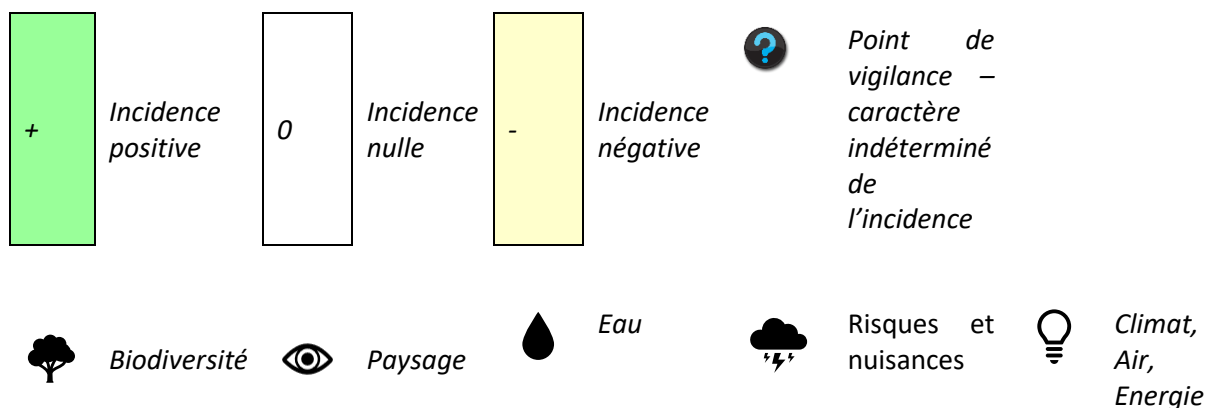 +
Incidence
positive
0
Incidence
nulle
-
Incidence
négative
?
Point de
vigilance –
caractère
indéterminé
de
l’incidence
Biodiversité
Paysage
Eau
Risques et
nuisances
Climat,
Air,
Energie